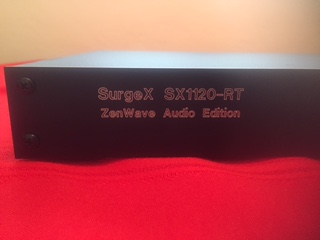 SurgeX SX1120-RT
ZenWave Audio Edition